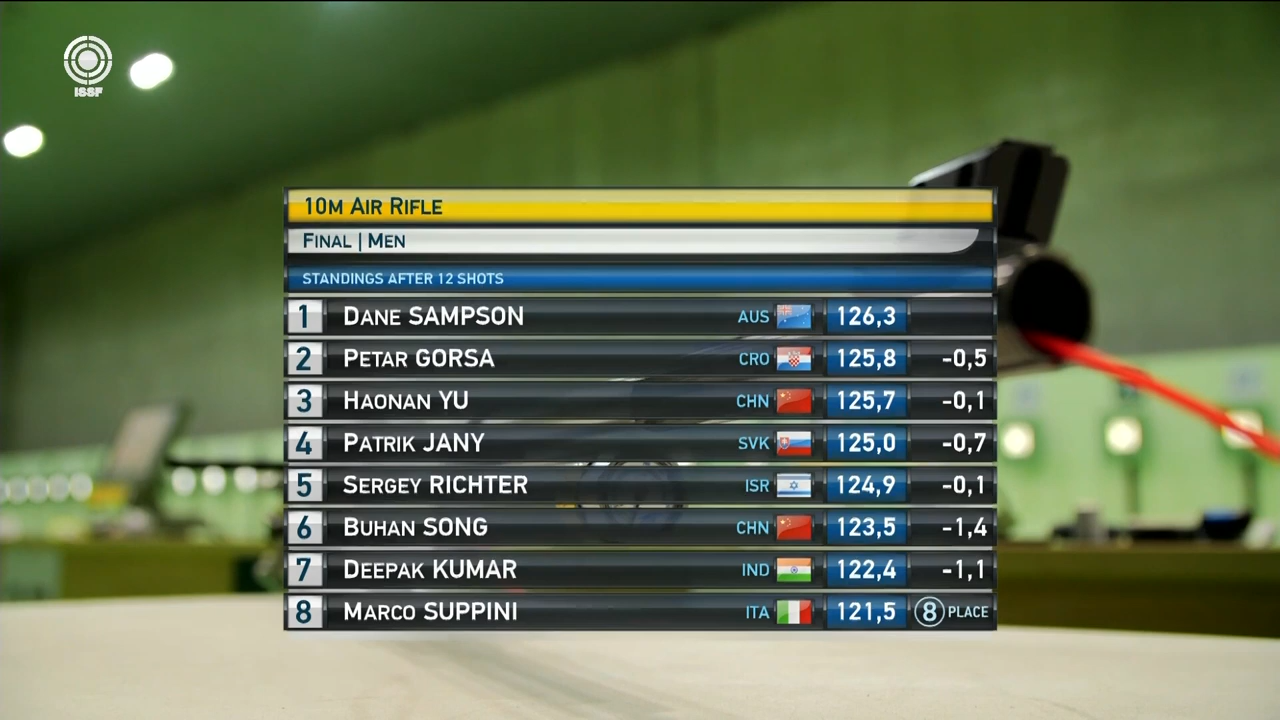 ISSF
10M AIR RIFLE
FINAL | MEN
STANDINGS AFTER 12 SHOTS
1 DANE SAMPSON AUS 126,3
2 PETAR GORSA CRO 125,8 -0,5
3 HAONAN YU CHN 125,7 -0,1
4 PATRIK JANY SVK 125,0 -0,7
5 SERGEY RICHTER ISR 124,9 -0,1
6 BUHAN SONG CHN 123,5 -1,4
7 DEEPAK KUMAR IND 122,4 -1,1
8 MARCO SUPPINI ITA 121,5 8 PLACE